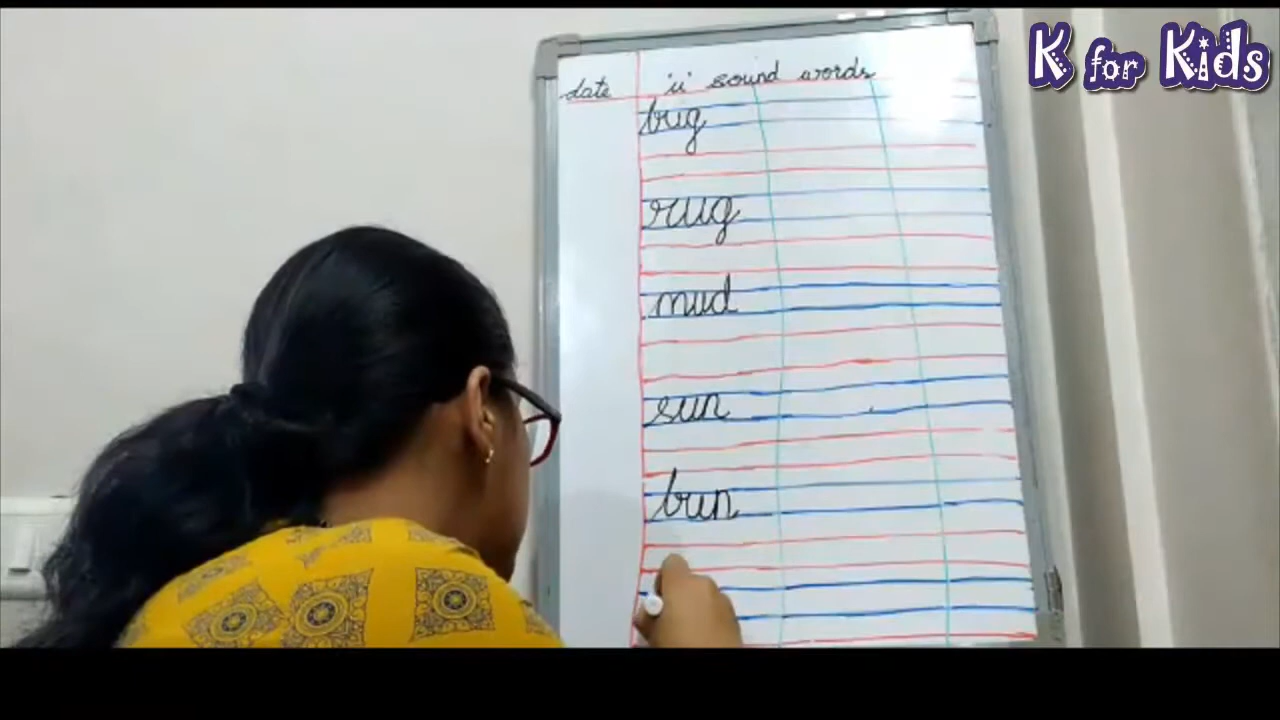 K for Kids
date 'u' sound words
bug
rug
mud
sun
bun